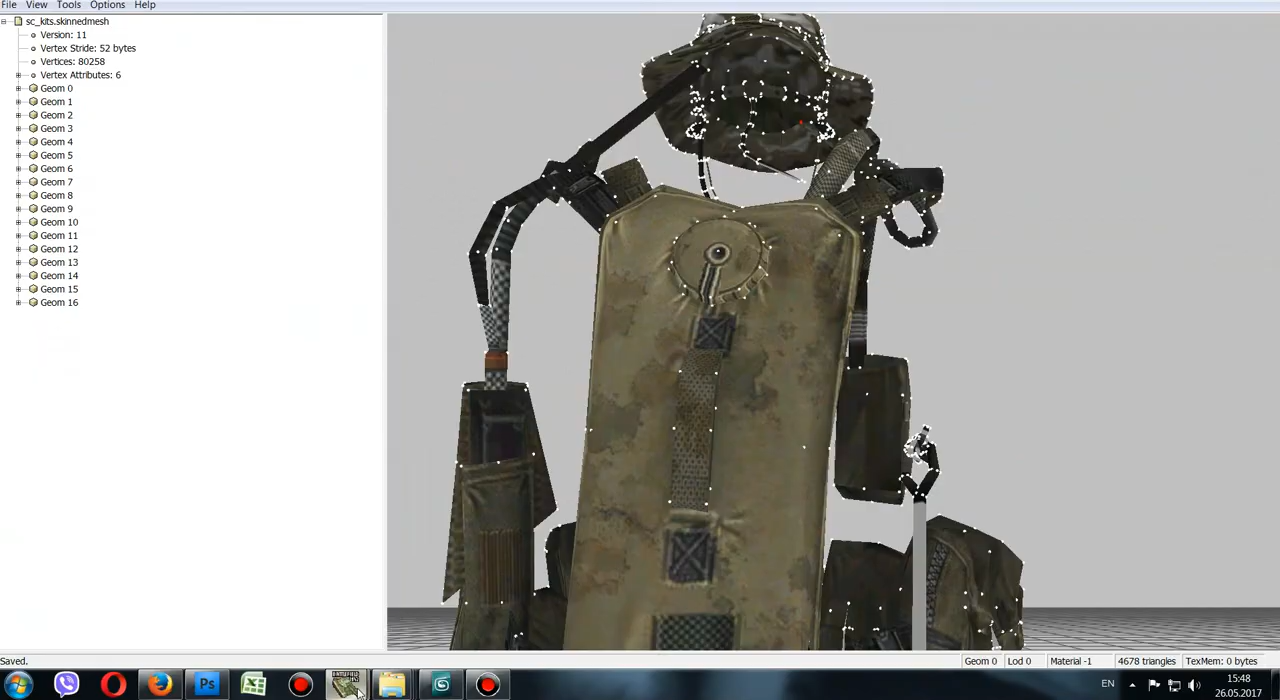 File View Tools Options Help
sc_kits.skinnedmesh
Version: 11
Vertex Stride: 52 bytes
Vertices: 80258
Vertex Attributes: 6
Geom 0
Geom 1
Geom 2
Geom 3
Geom 4
Geom 5
Geom 6
Geom 7
Geom 8
Geom 9
Geom 10
Geom 11
Geom 12
Geom 13
Geom 14
Geom 15
Geom 16
Saved. Geom 0 Lod 0 Material -1 4678 triangles TexMem: 0 bytes
Ps EN 15:48
26.05.2017